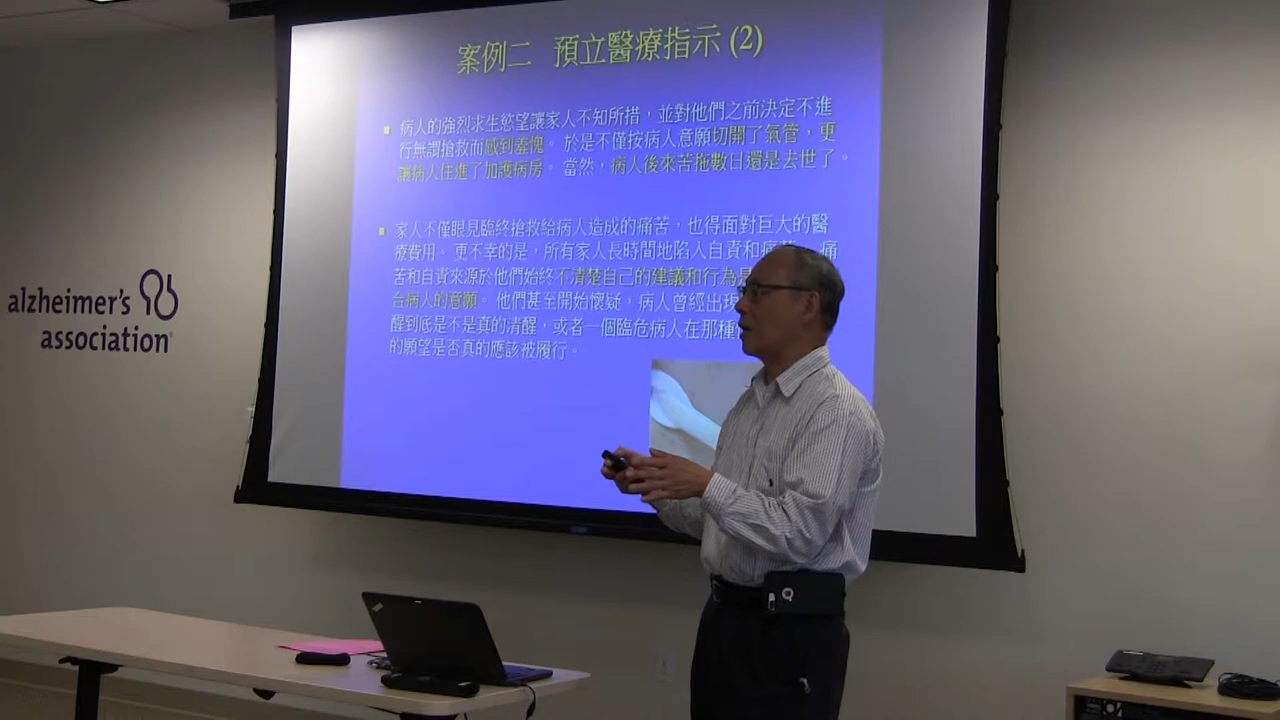 案例二 預立醫療指示 (2)
病人的強烈求生慾望讓家人不知所措，並對他們之前決定不進
行無謂搶救而感到羞愧。 於是不僅按病人意願切開了氣管，更
讓病人住進了加護病房。 當然，病人後來苦拖數日還是去世了。
家人不僅眼見臨終搶救給病人造成的痛苦，也得面對巨大的醫
療費用。 更不幸的是，所有家人長時間地陷入自責和痛 痛
苦和自責來源於他們始終不清楚自己的建議和行為
合病人的意願。 他們甚至開始懷疑，病人曾經出現
醒到底是不是真的清醒，或者一個臨危病人在那種
的願望是否真的應該被履行。
alzheimer's
association